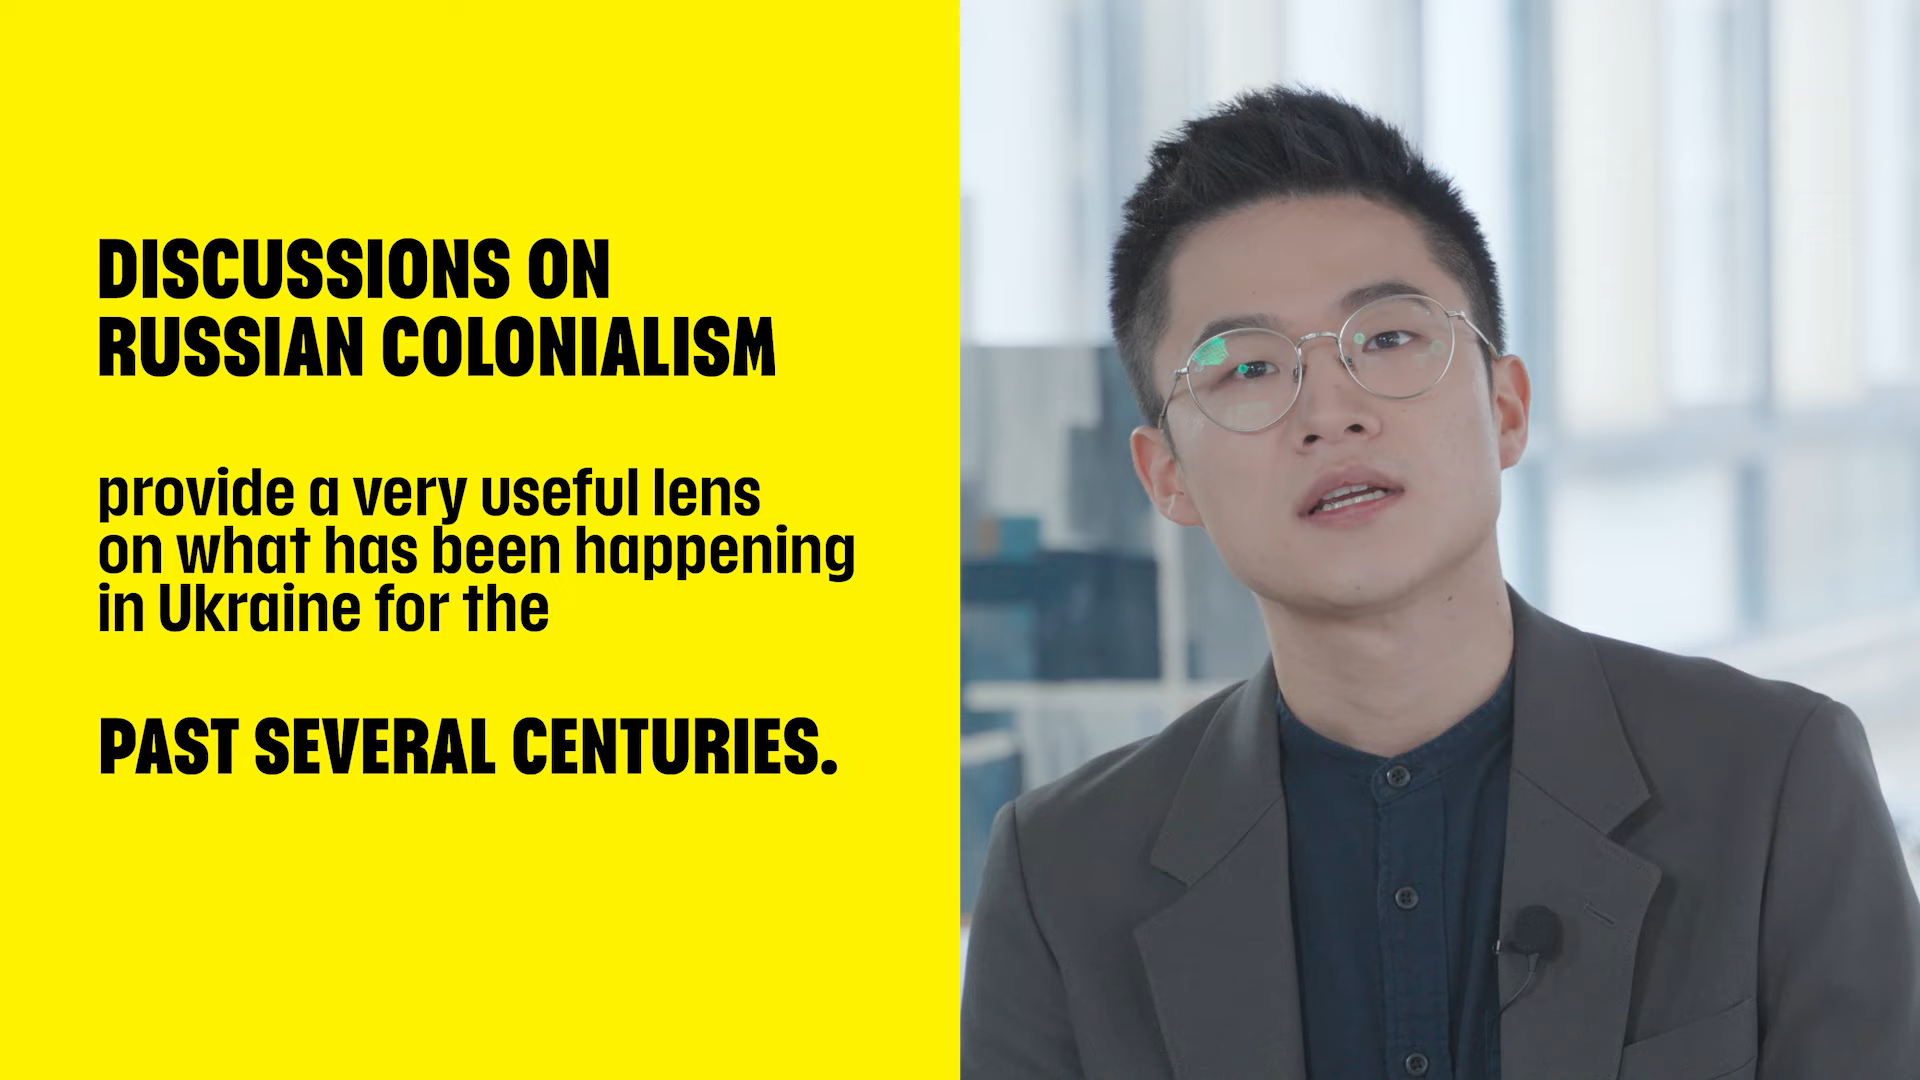 DISCUSSIONS ON
RUSSIAN COLONIALISM
provide a very useful lens
on what has been happening
in Ukraine for the
PAST SEVERAL CENTURIES.